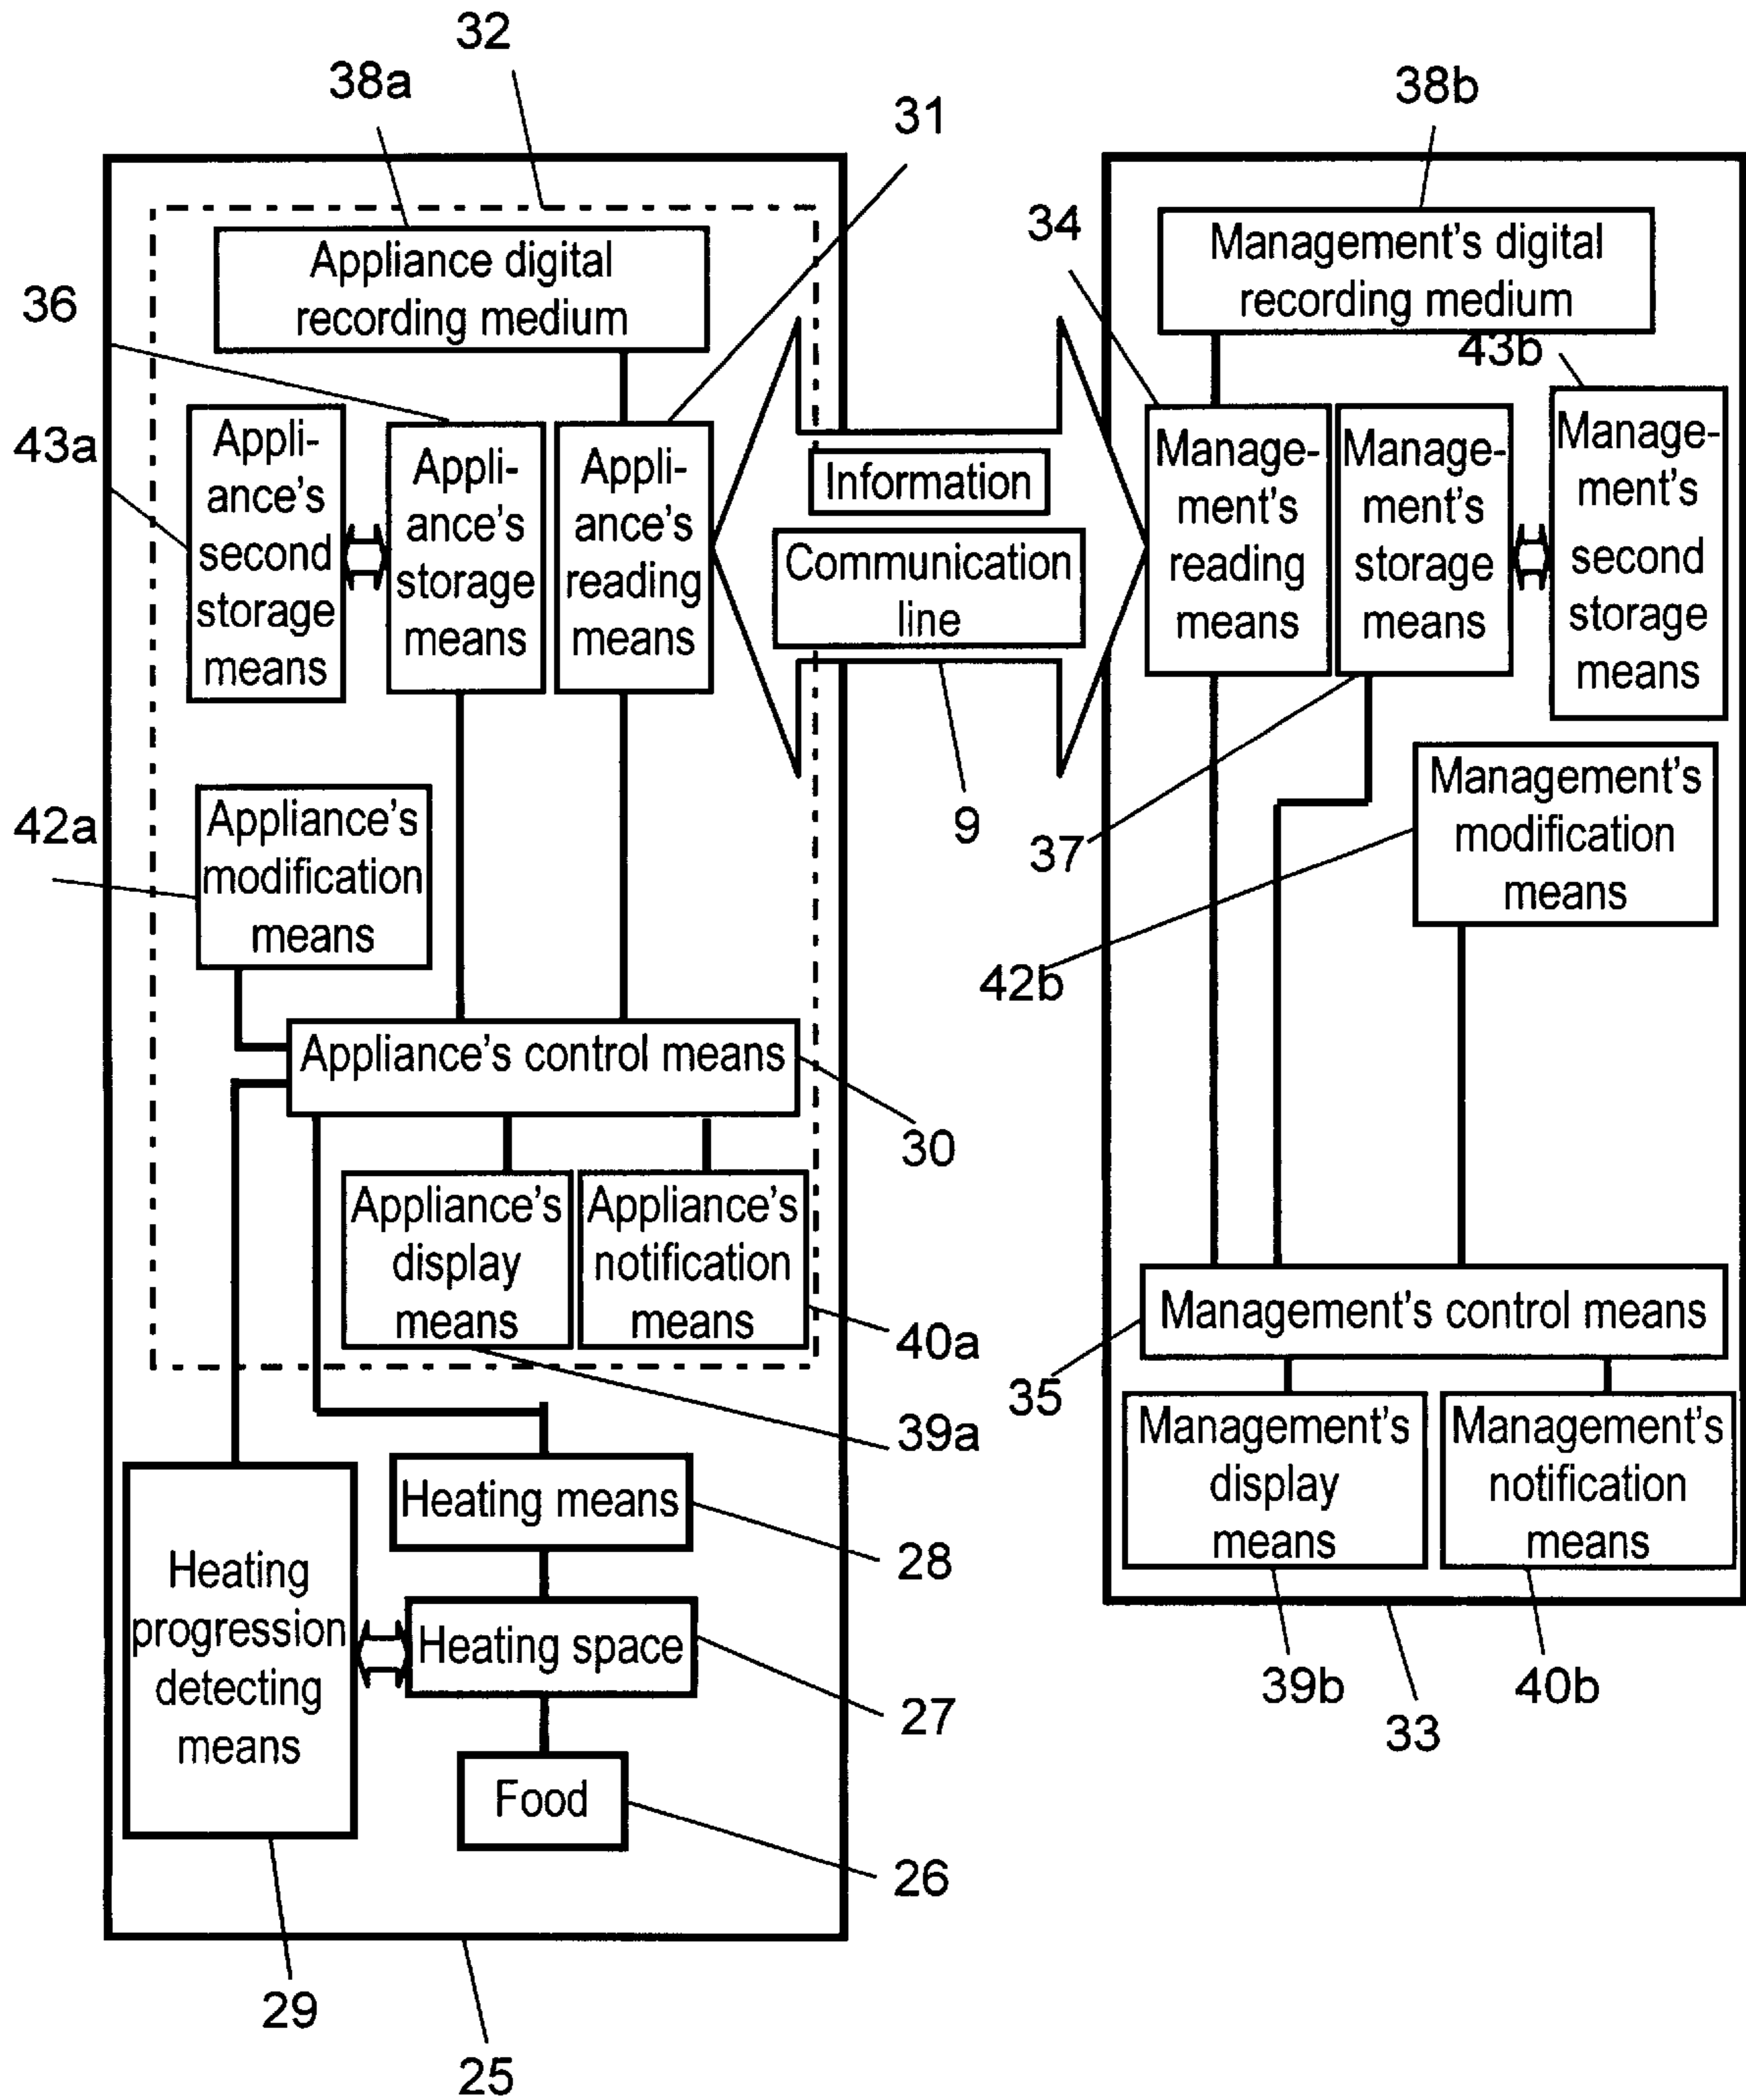 32
38a
38b
31
34
Appliance digital
recording medium
Management's digital
recording medium
36
43b
43a
Appli-
ance's
second
storage
means
Appli-
ance's
storage
means
Appli-
ance's
reading
means
Information
Communication
line
Manage-
ment's
reading
means
Manage-
ment's
storage
means
Manage-
ment's
second
storage
means
42a
Appliance's
modification
means
9
37
Management's
modification
means
42b
Appliance's control means
30
Appliance's
display
means
Appliance's
notification
means
40a
Management's control means
35
39a
Management's
display
means
Management's
notification
means
Heating means
28
Heating
progression
detecting
means
Heating space
27
39b
40b
33
Food
26
29
25